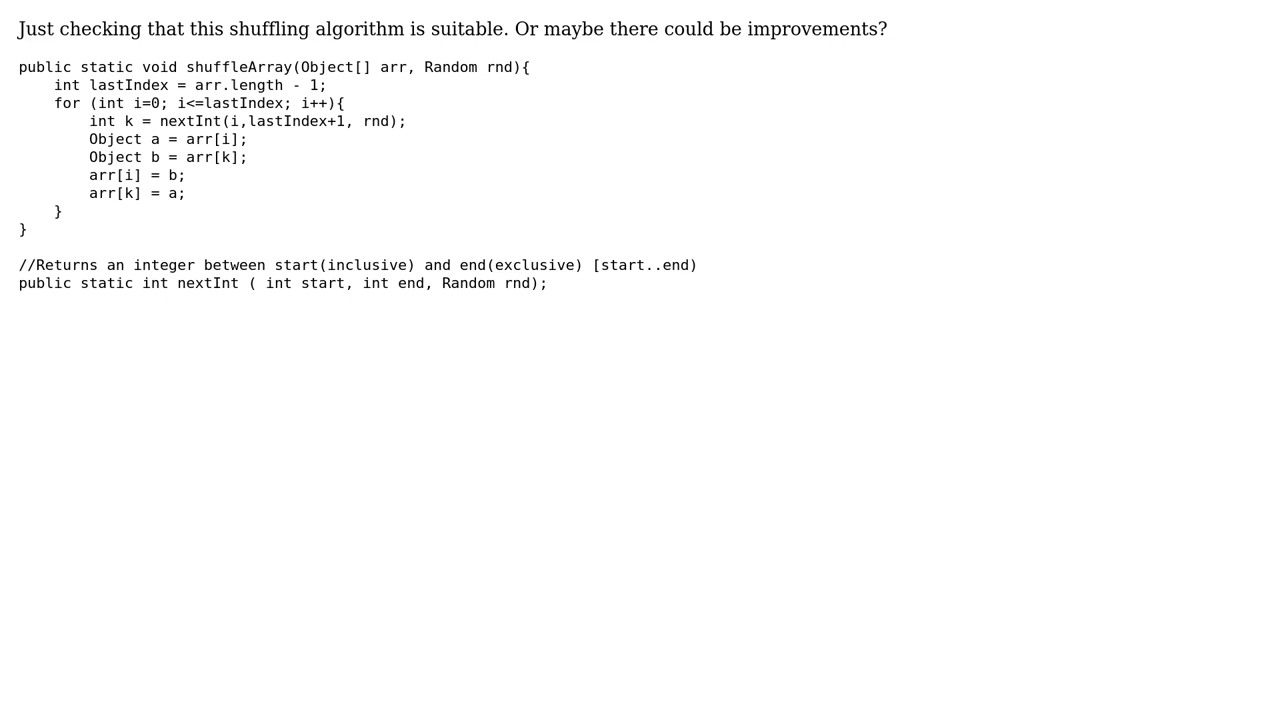 Just checking that this shuffling algorithm is suitable. Or maybe there could be improvements?
public static void shuffleArray(Object[] arr, Random rnd){
    int lastIndex = arr.length - 1;
    for (int i=0; i<=lastIndex; i++){
        int k = nextInt(i,lastIndex+1, rnd);
        Object a = arr[i];
        Object b = arr[k];
        arr[i] = b;
        arr[k] = a;
    }
}

//Returns an integer between start(inclusive) and end(exclusive) [start..end)
public static int nextInt ( int start, int end, Random rnd);